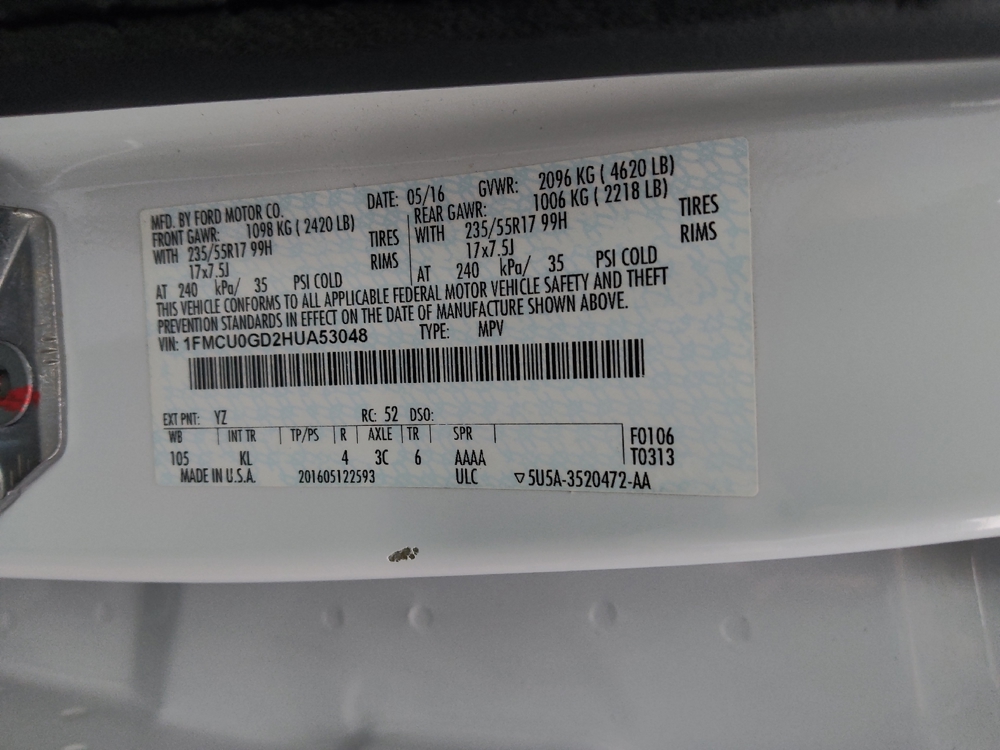 MFD. BY FORD MOTOR CO. DATE: 05/16 GVWR: 2096 KG ( 4620 LB)
FRONT GAWR: 1098 KG ( 2420 LB) REAR GAWR: 1006 KG ( 2218 LB)
WITH 235/55R17 99H TIRES WITH 235/55R17 99H TIRES
17x7.5J RIMS 17x7.5J RIMS
AT 240 kPa/ 35 PSI COLD AT 240 kPa/ 35 PSI COLD
THIS VEHICLE CONFORMS TO ALL APPLICABLE FEDERAL MOTOR VEHICLE SAFETY AND THEFT
PREVENTION STANDARDS IN EFFECT ON THE DATE OF MANUFACTURE SHOWN ABOVE.
VIN: 1FMCU0GD2HUA53048 TYPE: MPV
EXT PNT: YZ RC: 52 DSO:
WB INT TR TP/PS R AXLE TR SPR F0106
105 KL 4 3C 6 AAAA T0313
MADE IN U.S.A. 201605122593 ULC ▽5U5A-3520472-AA